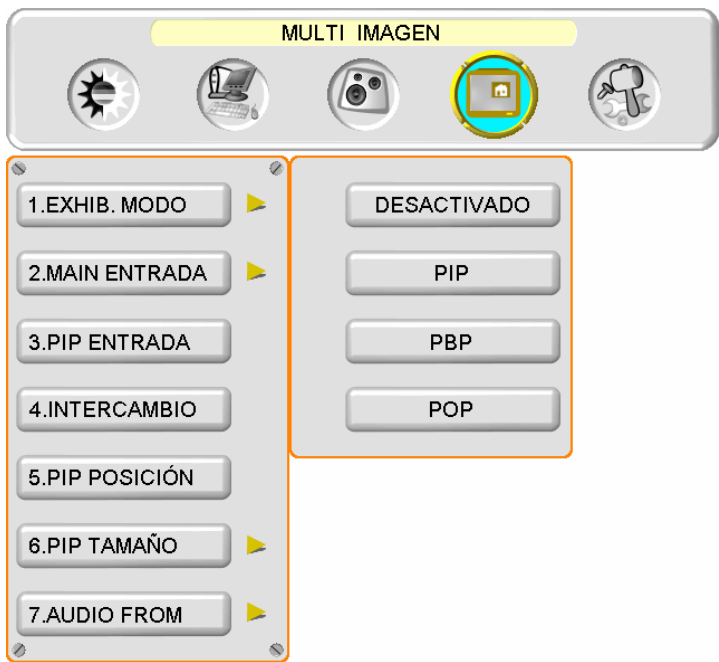 MULTI IMAGEN
1.EXHIB. MODO
2.MAIN ENTRADA
3.PIP ENTRADA
4.INTERCAMBIO
5.PIP POSICIÓN
6.PIP TAMAÑO
7.AUDIO FROM
DESACTIVADO
PIP
PBP
POP